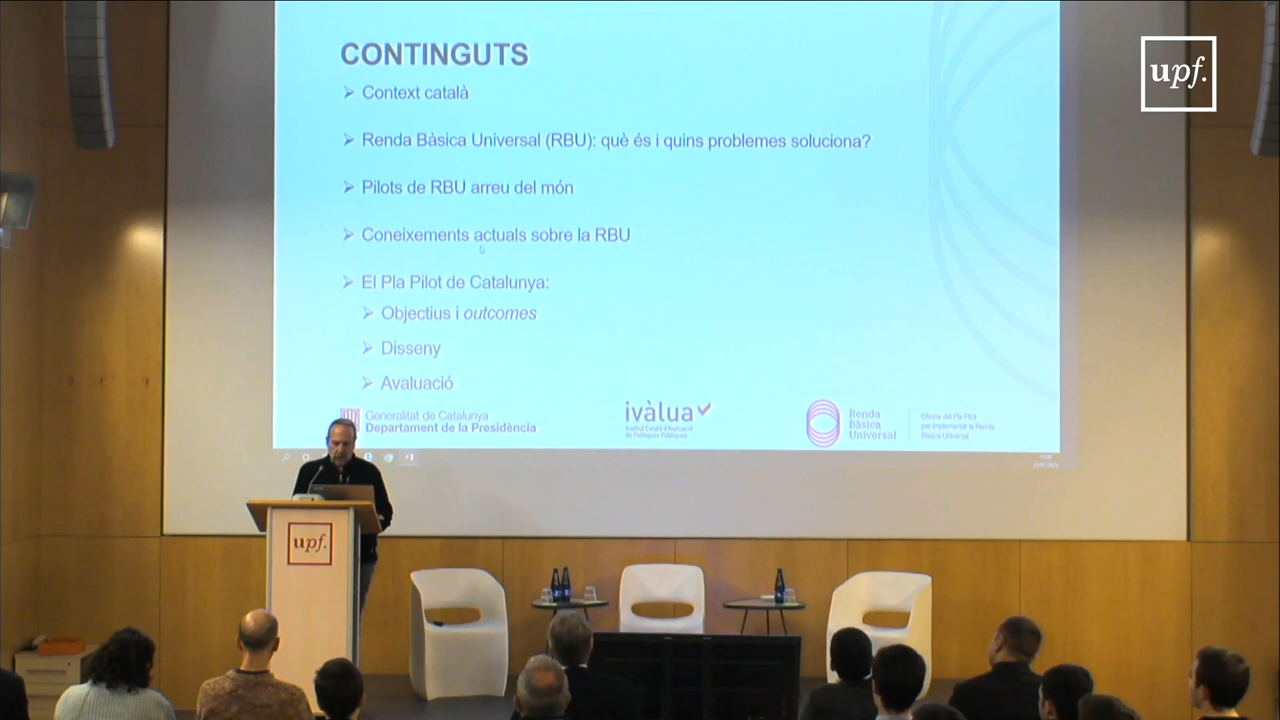 CONTINGUTS
upf.
Context català
Renda Bàsica Universal (RBU): què és i quins problemes soluciona?
Pilots de RBU arreu del món
Coneixements actuals sobre la RBU
El Pla Pilot de Catalunya:
Objectius i outcomes
Disseny
Avaluació
Generalitat de Catalunya
Departament de la Presidència
ivàlua
Institut Català d'Avaluació
de Polítiques Públiques
Renda
Bàsica
Universal
Oficina del Pla Pilot
per Implementar la Renda
Bàsica Universal
upf.